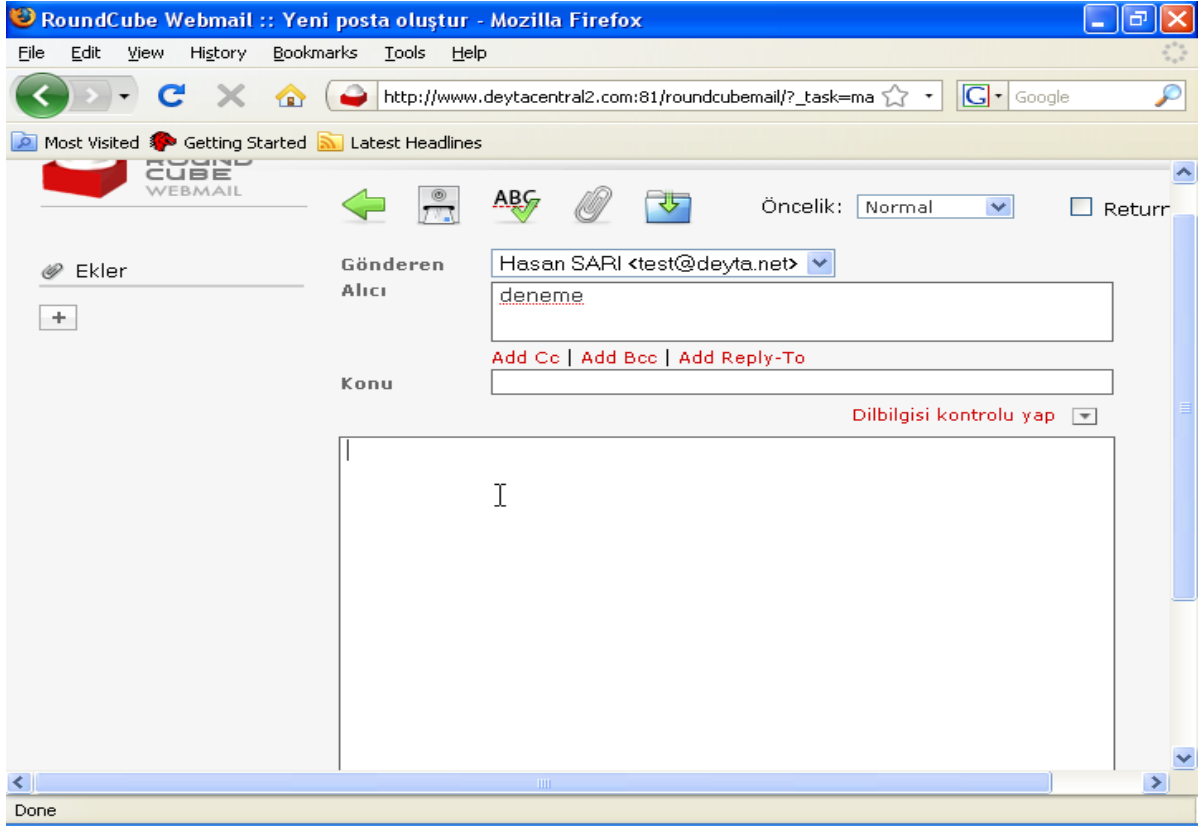 RoundCube Webmail :: Yeni posta oluştur - Mozilla Firefox
File Edit View History Bookmarks Tools Help
http://www.deytacentral2.com:81/roundcubemail/?_task=ma G Google
Most Visited Getting Started Latest Headlines
ROUND
CUBE
WEBMAIL
ABC Öncelik: Normal Return
Ekler
Gönderen Hasan SARI <test@deyta.net>
Alıcı deneme
+
Add Cc | Add Bcc | Add Reply-To
Konu
Dilbilgisi kontrolu yap
Done